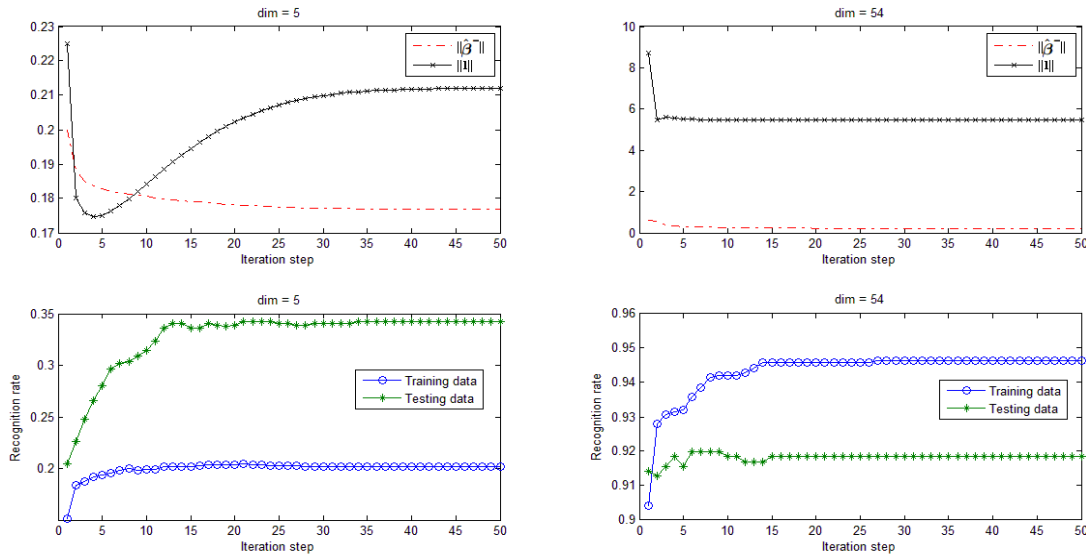 dim = 5
0.23
0.22
0.21
0.2
0.19
0.18
0.17
0 5 10 15 20 25 30 35 40 45 50
Iteration step
||β̂⁻||
||1||
dim = 54
10
8
6
4
2
0
0 5 10 15 20 25 30 35 40 45 50
Iteration step
||β̂⁻||
||1||
dim = 5
Recognition rate
0.35
0.3
0.25
0.2
0 5 10 15 20 25 30 35 40 45 50
Iteration step
Training data
Testing data
dim = 54
Recognition rate
0.96
0.95
0.94
0.93
0.92
0.91
0.9
0 5 10 15 20 25 30 35 40 45 50
Iteration step
Training data
Testing data